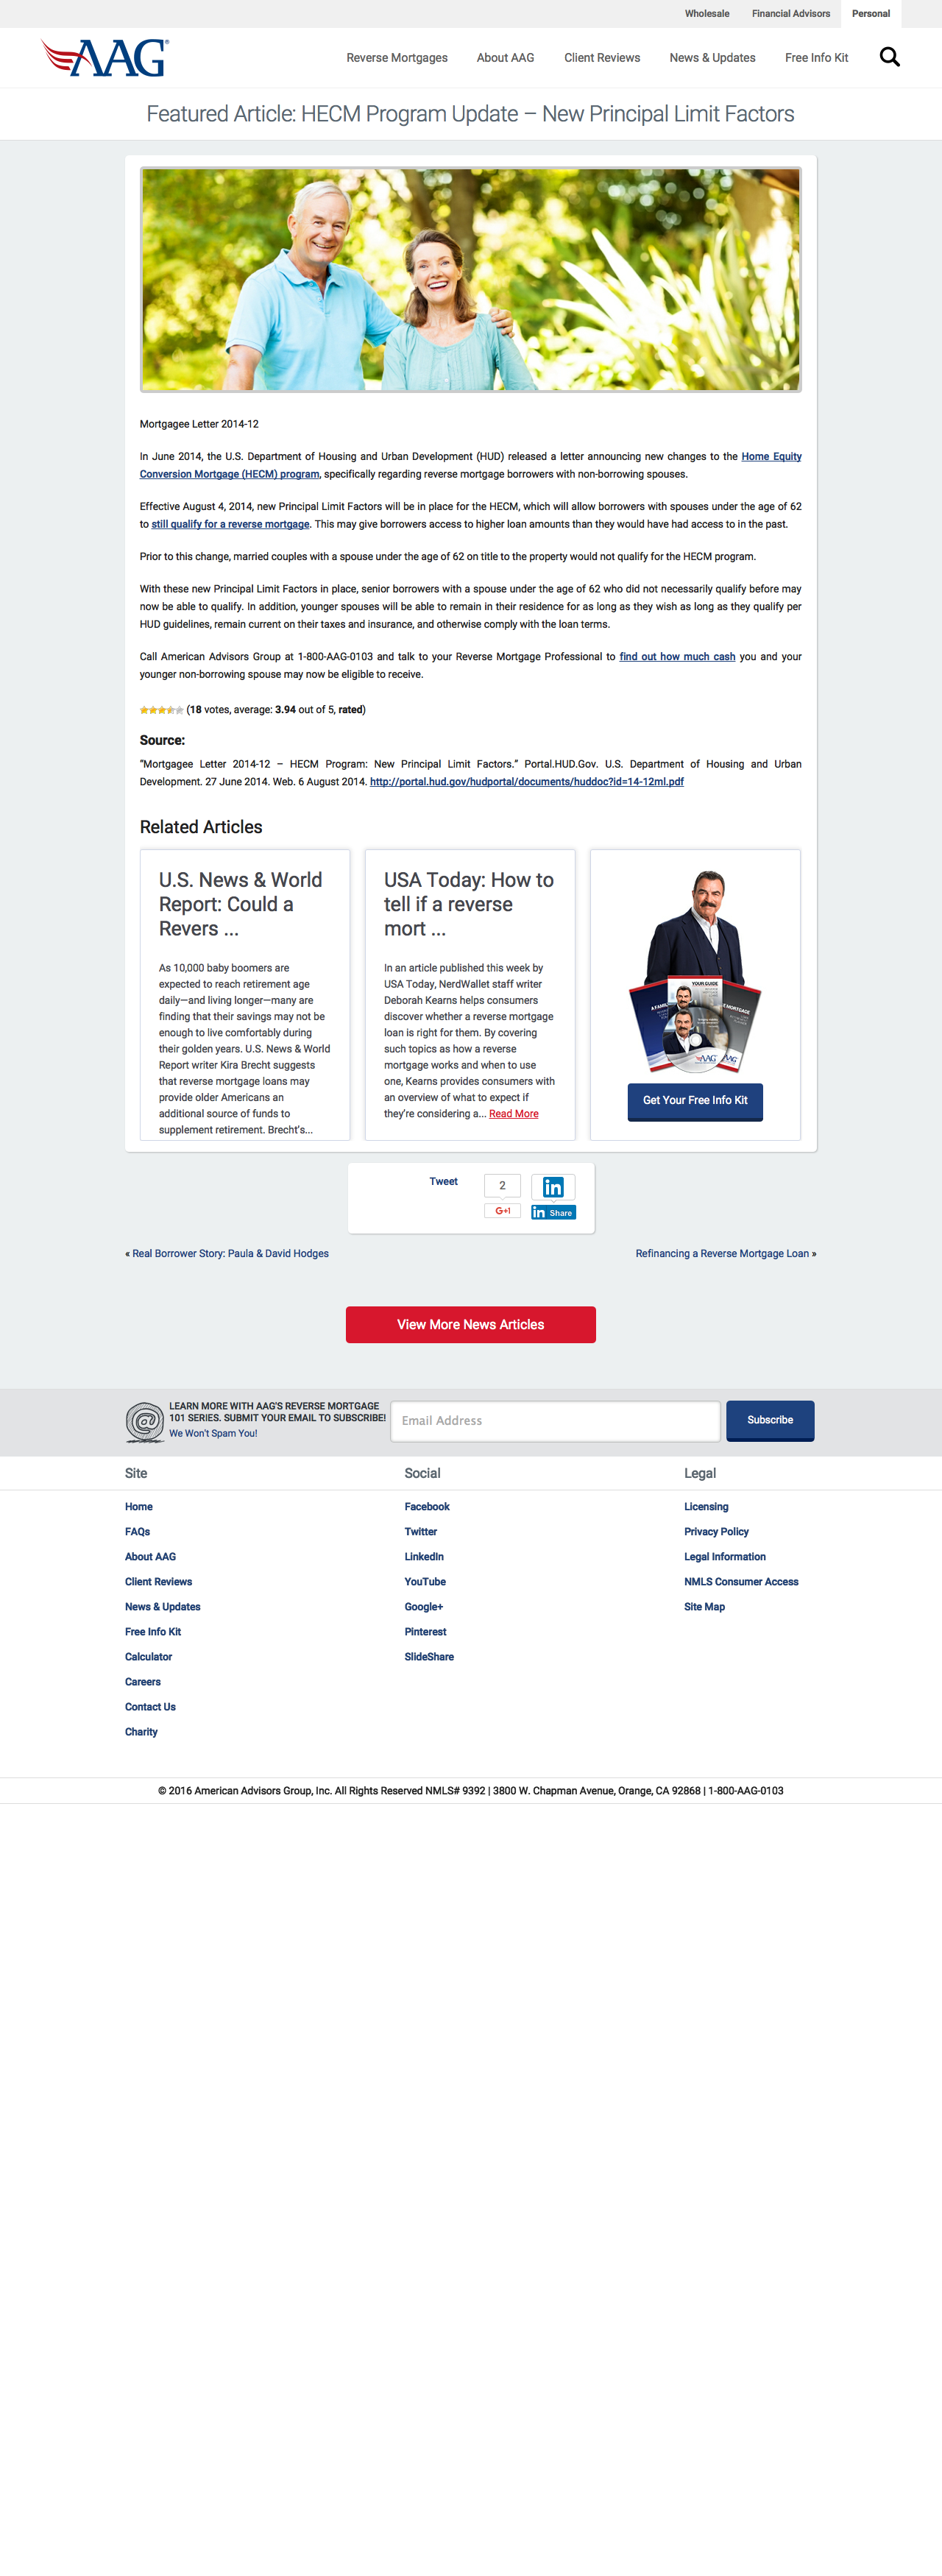 Wholesale Financial Advisors Personal
AAG®
Reverse Mortgages About AAG Client Reviews News & Updates Free Info Kit
Featured Article: HECM Program Update – New Principal Limit Factors
Mortgagee Letter 2014-12
In June 2014, the U.S. Department of Housing and Urban Development (HUD) released a letter announcing new changes to the Home Equity
Conversion Mortgage (HECM) program, specifically regarding reverse mortgage borrowers with non-borrowing spouses.
Effective August 4, 2014, new Principal Limit Factors will be in place for the HECM, which will allow borrowers with spouses under the age of 62
to still qualify for a reverse mortgage. This may give borrowers access to higher loan amounts than they would have had access to in the past.
Prior to this change, married couples with a spouse under the age of 62 on title to the property would not qualify for the HECM program.
With these new Principal Limit Factors in place, senior borrowers with a spouse under the age of 62 who did not necessarily qualify before may
now be able to qualify. In addition, younger spouses will be able to remain in their residence for as long as they wish as long as they qualify per
HUD guidelines, remain current on their taxes and insurance, and otherwise comply with the loan terms.
Call American Advisors Group at 1-800-AAG-0103 and talk to your Reverse Mortgage Professional to find out how much cash you and your
younger non-borrowing spouse may now be eligible to receive.
(18 votes, average: 3.94 out of 5, rated)
Source:
"Mortgagee Letter 2014-12 – HECM Program: New Principal Limit Factors." Portal.HUD.Gov. U.S. Department of Housing and Urban
Development. 27 June 2014. Web. 6 August 2014. http://portal.hud.gov/hudportal/documents/huddoc?id=14-12ml.pdf
Related Articles
U.S. News & World
Report: Could a
Revers ...
As 10,000 baby boomers are
expected to reach retirement age
daily—and living longer—many are
finding that their savings may not be
enough to live comfortably during
their golden years. U.S. News & World
Report writer Kira Brecht suggests
that reverse mortgage loans may
provide older Americans an
additional source of funds to
supplement retirement. Brecht's...
USA Today: How to
tell if a reverse
mort ...
In an article published this week by
USA Today, NerdWallet staff writer
Deborah Kearns helps consumers
discover whether a reverse mortgage
loan is right for them. By covering
such topics as how a reverse
mortgage works and when to use
one, Kearns provides consumers with
an overview of what to expect if
they're considering a... Read More
YOUR GUIDE
MORTGAGE
AAG
AAG
Get Your Free Info Kit
Tweet
2
G+1
in
in Share
« Real Borrower Story: Paula & David Hodges
Refinancing a Reverse Mortgage Loan »
View More News Articles
@
LEARN MORE WITH AAG'S REVERSE MORTGAGE
101 SERIES. SUBMIT YOUR EMAIL TO SUBSCRIBE!
We Won't Spam You!
Email Address
Subscribe
Site
Home
FAQs
About AAG
Client Reviews
News & Updates
Free Info Kit
Calculator
Careers
Contact Us
Charity
Social
Facebook
Twitter
LinkedIn
YouTube
Google+
Pinterest
SlideShare
Legal
Licensing
Privacy Policy
Legal Information
NMLS Consumer Access
Site Map
© 2016 American Advisors Group, Inc. All Rights Reserved NMLS# 9392 | 3800 W. Chapman Avenue, Orange, CA 92868 | 1-800-AAG-0103